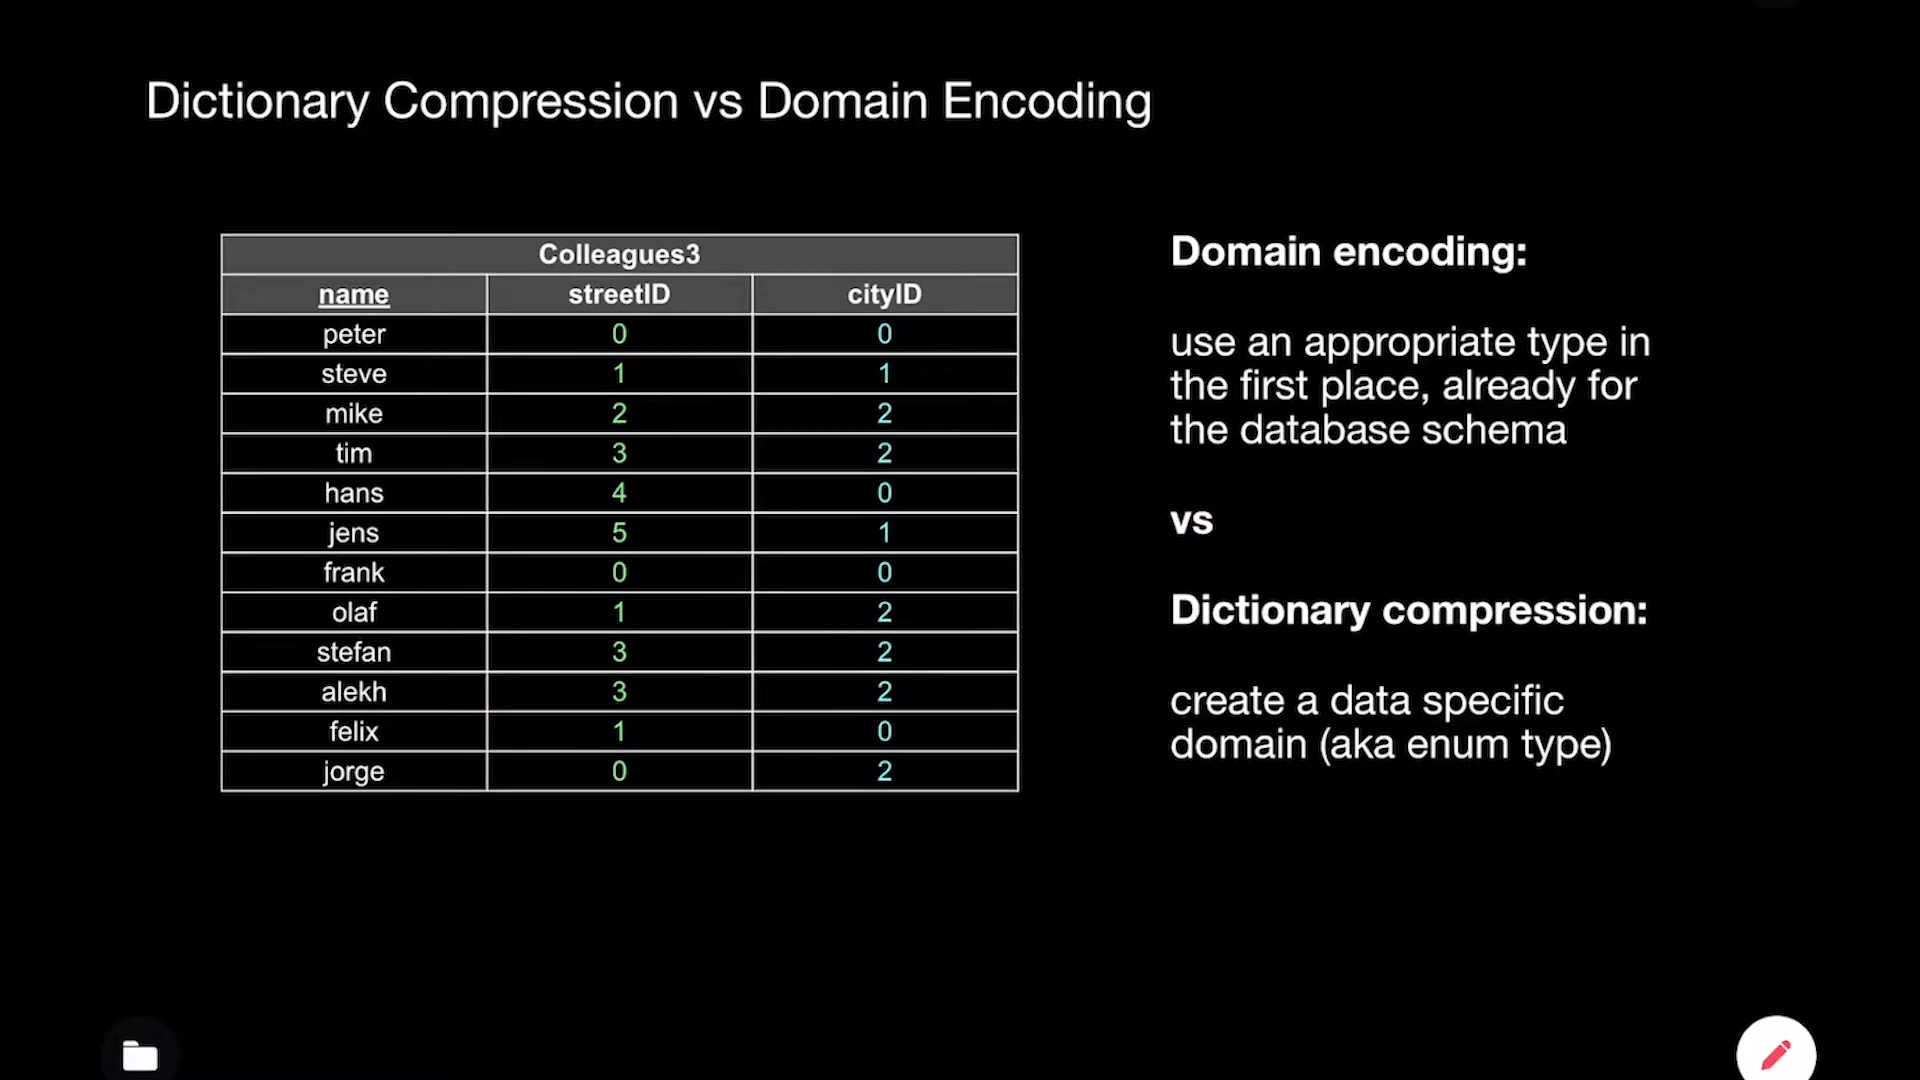 Dictionary Compression vs Domain Encoding
Colleagues3
name streetID cityID
peter 0 0
steve 1 1
mike 2 2
tim 3 2
hans 4 0
jens 5 1
frank 0 0
olaf 1 2
stefan 3 2
alekh 3 2
felix 1 0
jorge 0 2
Domain encoding:
use an appropriate type in
the first place, already for
the database schema
vs
Dictionary compression:
create a data specific
domain (aka enum type)